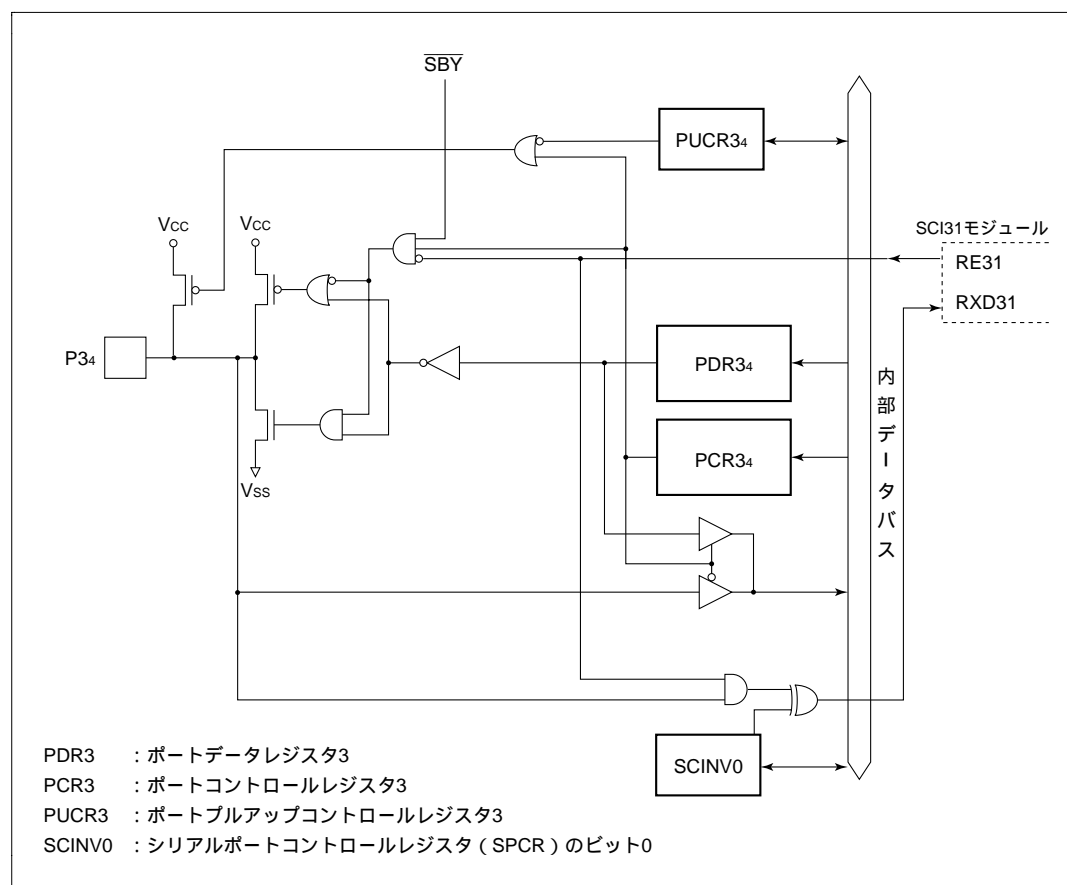 SBY
PUCR34
VCC
VCC
SCI31モジュール
RE31
RXD31
P34
PDR34
PCR34
VSS
内部データバス
SCINV0
PDR3 :ポートデータレジスタ3
PCR3 :ポートコントロールレジスタ3
PUCR3 :ポートプルアップコントロールレジスタ3
SCINV0 :シリアルポートコントロールレジスタ(SPCR)のビット0